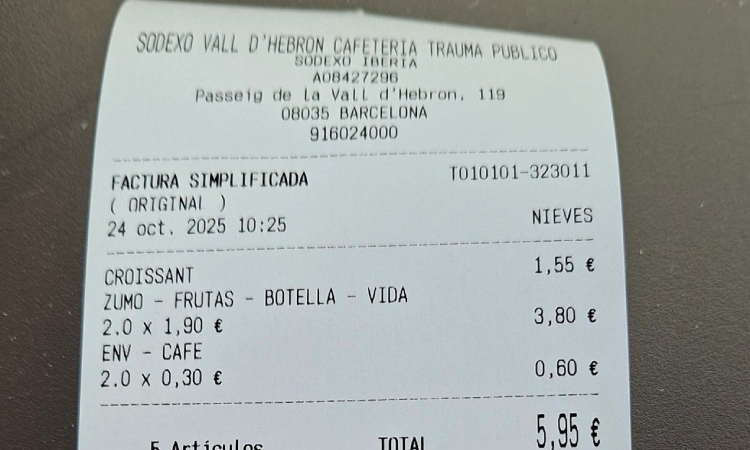 SODEXO VALL D'HEBRON CAFETERIA TRAUMA PUBLICO
SODEXO IBERIA
A08427296
Passeig de la Vall d'Hebron, 119
08035 BARCELONA
916024000
FACTURA SIMPLIFICADA T010101-323011
( ORIGINAL )
24 oct. 2025 10:25 NIEVES
CROISSANT 1,55 €
ZUMO - FRUTAS - BOTELLA - VIDA
2.0 x 1,90 € 3,80 €
ENV - CAFE
2.0 x 0,30 € 0,60 €
5 Artículos TOTAL 5,95 €